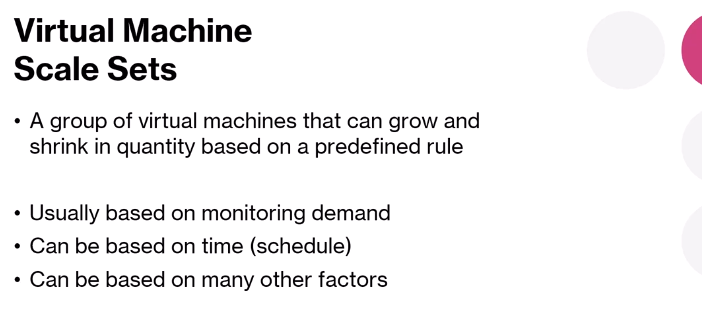 Virtual Machine
Scale Sets
• A group of virtual machines that can grow and
shrink in quantity based on a predefined rule
• Usually based on monitoring demand
• Can be based on time (schedule)
• Can be based on many other factors